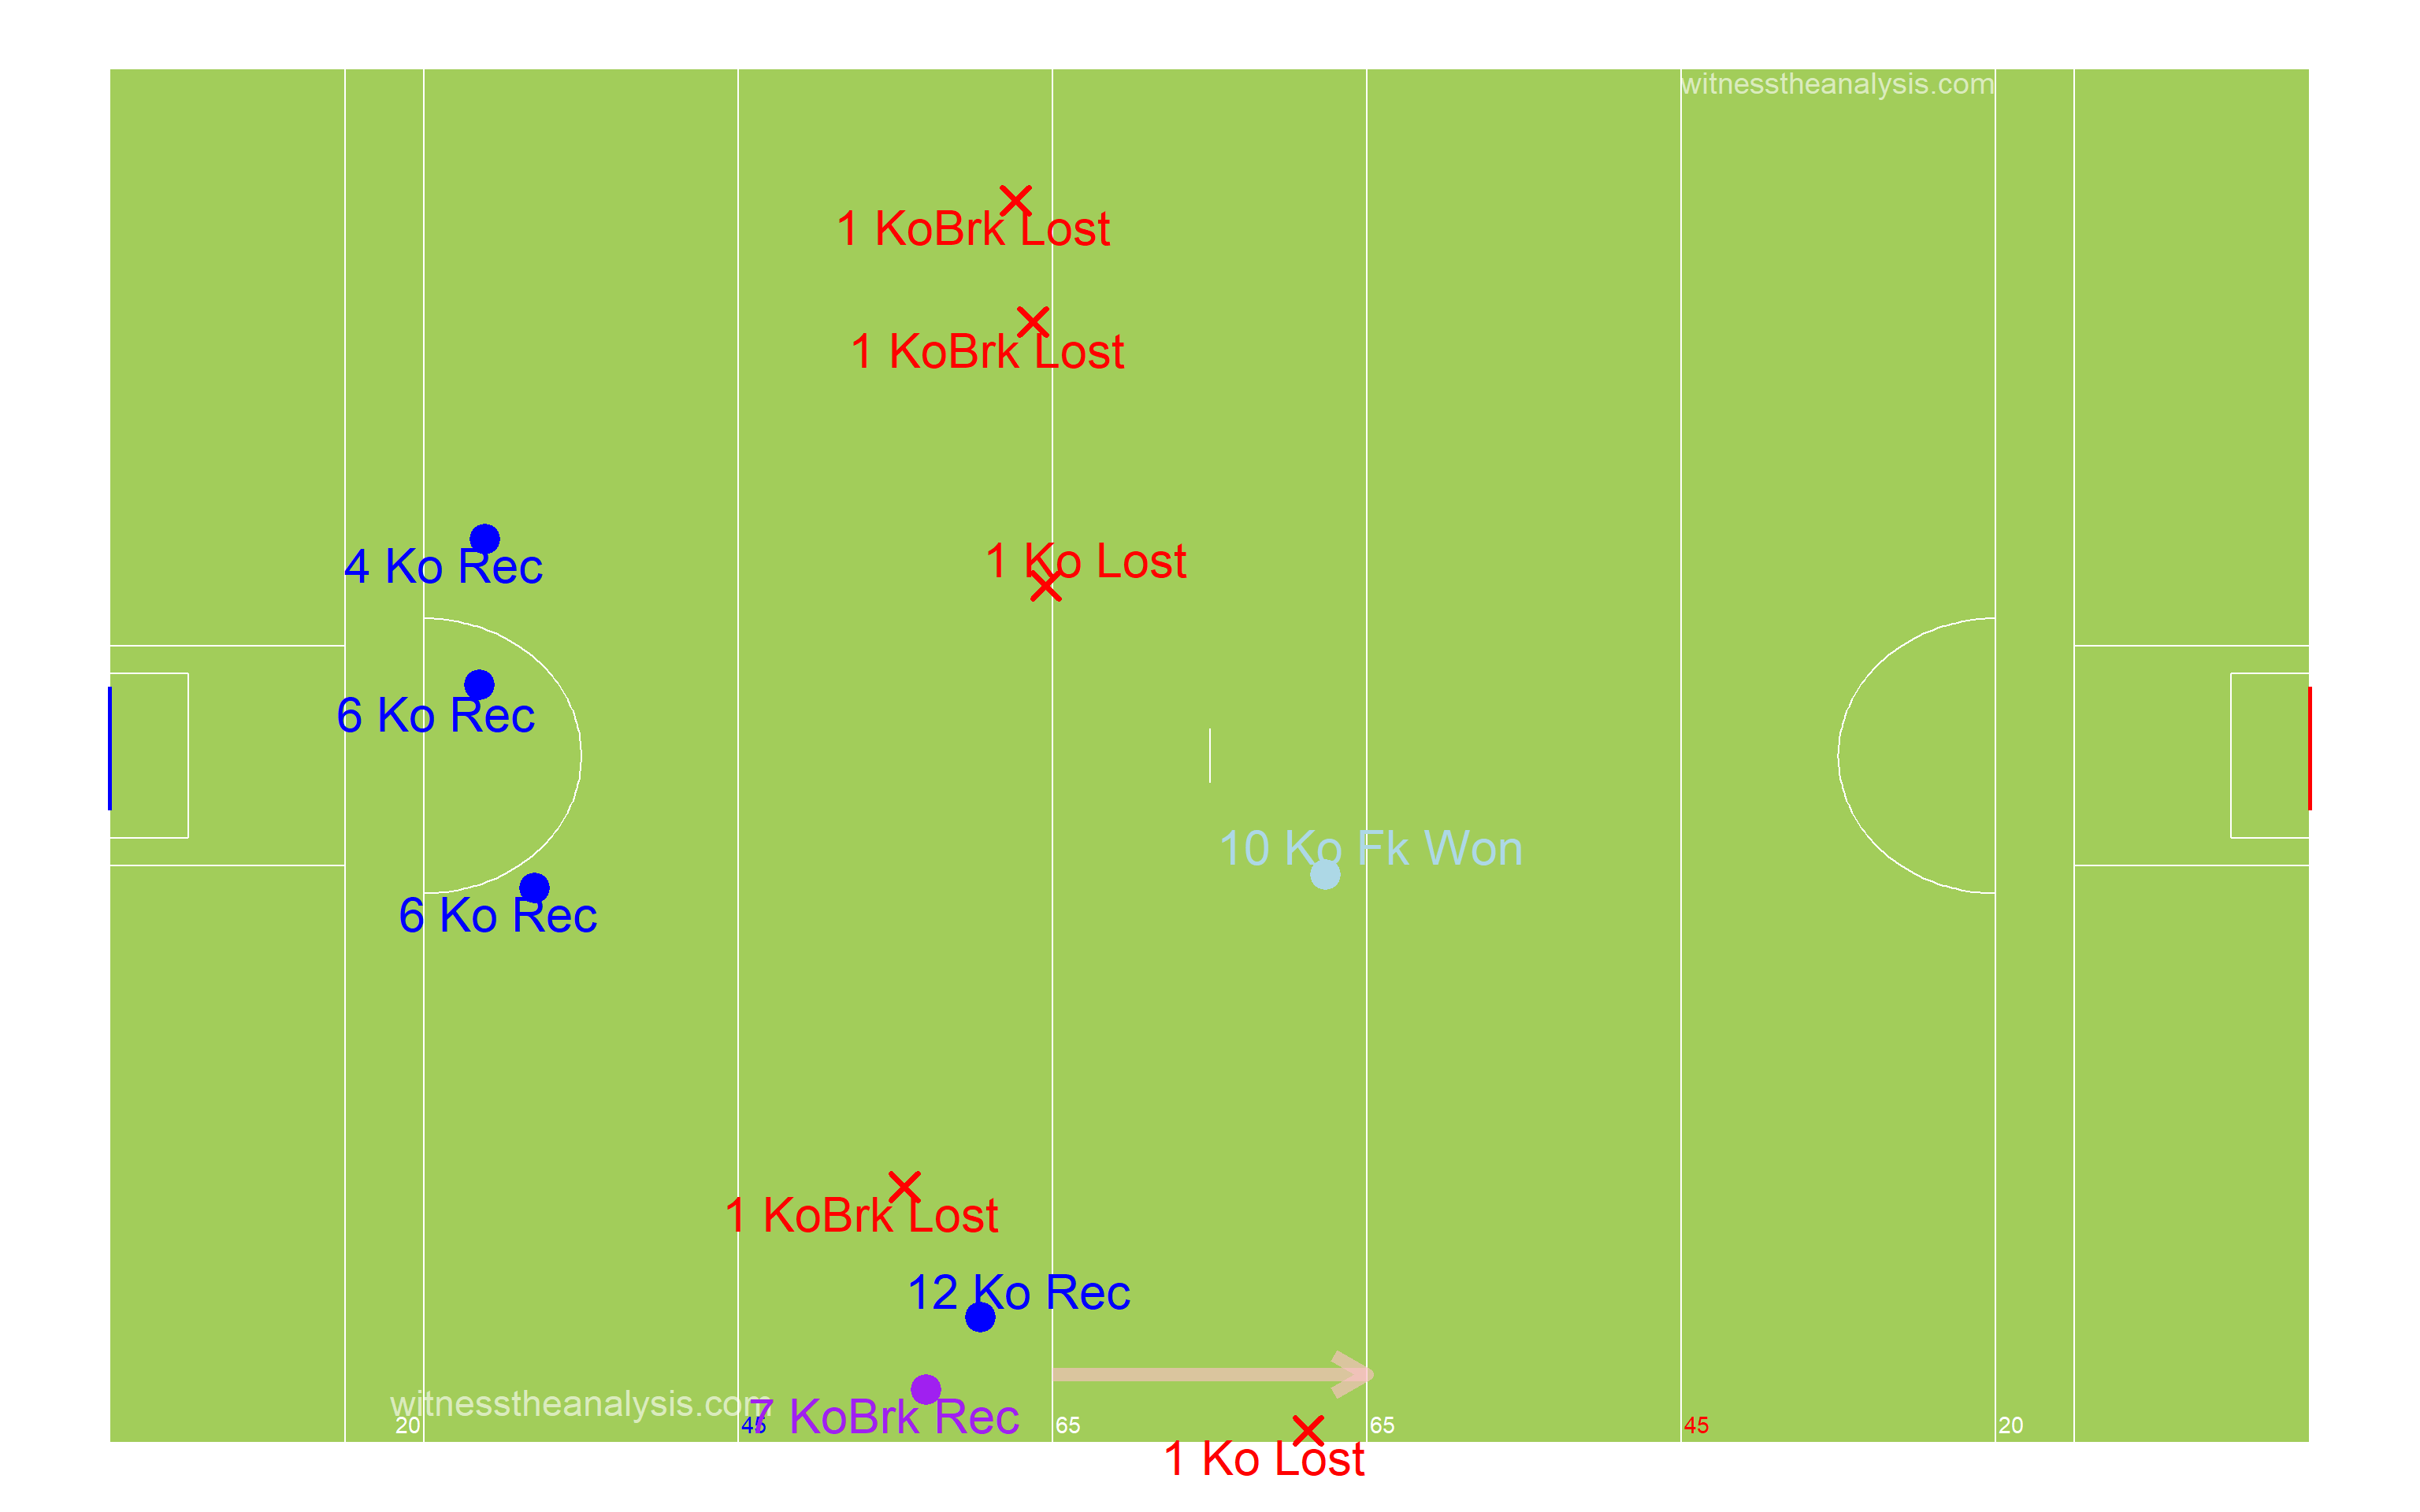 witnesstheanalysis.com
1 KoBrk Lost
1 KoBrk Lost
1 Ko Lost
4 Ko Rec
6 Ko Rec
10 Ko Fk Won
6 Ko Rec
1 KoBrk Lost
12 Ko Rec
witnesstheanalysis.com
7 KoBrk Rec
20
45
65
65
45
20
1 Ko Lost